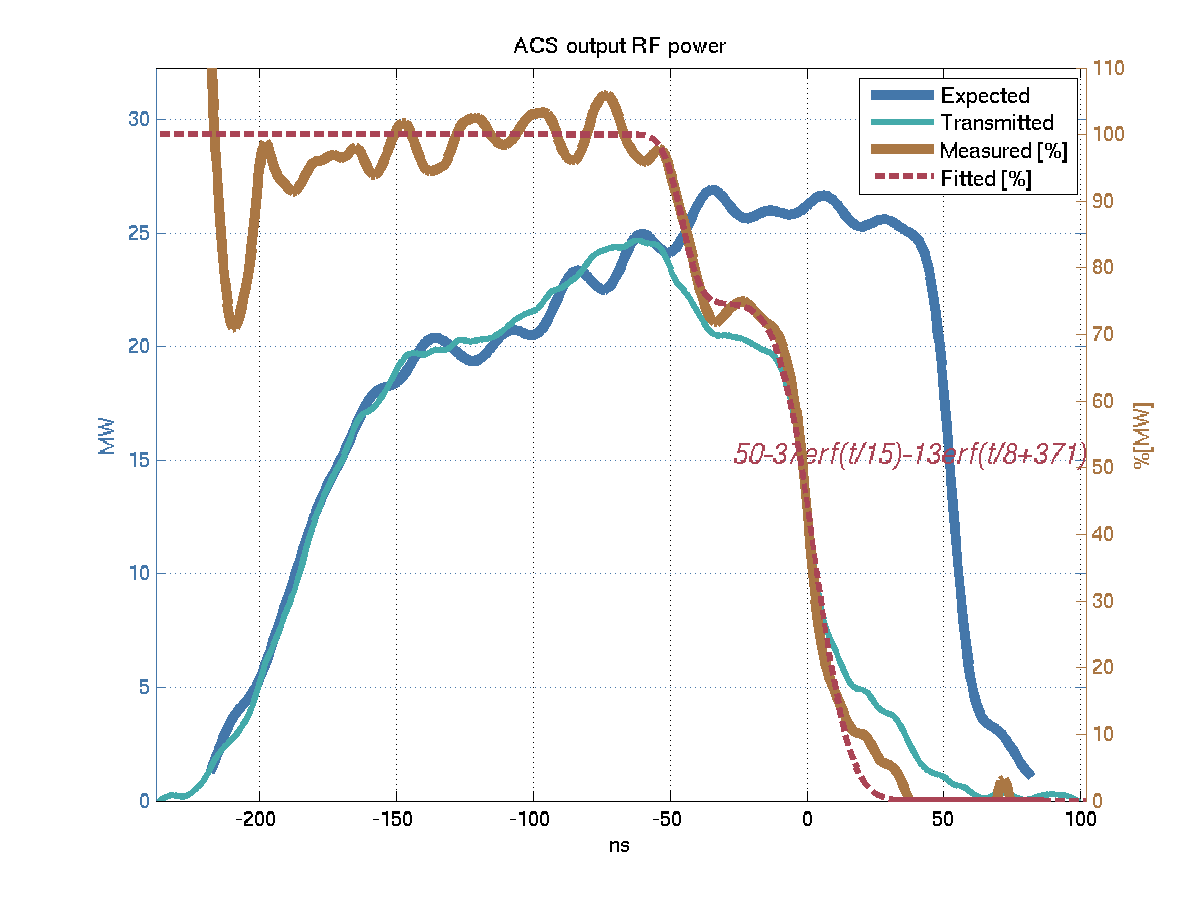 ACS output RF power
Expected
Transmitted
Measured [%]
Fitted [%]
30
25
20
15
10
5
0
MW
110
100
90
80
70
60
50
40
30
20
10
0
%[MW]
50-37erf(t/15)-13erf(t/8+371)
-200
-150
-100
-50
0
50
100
ns